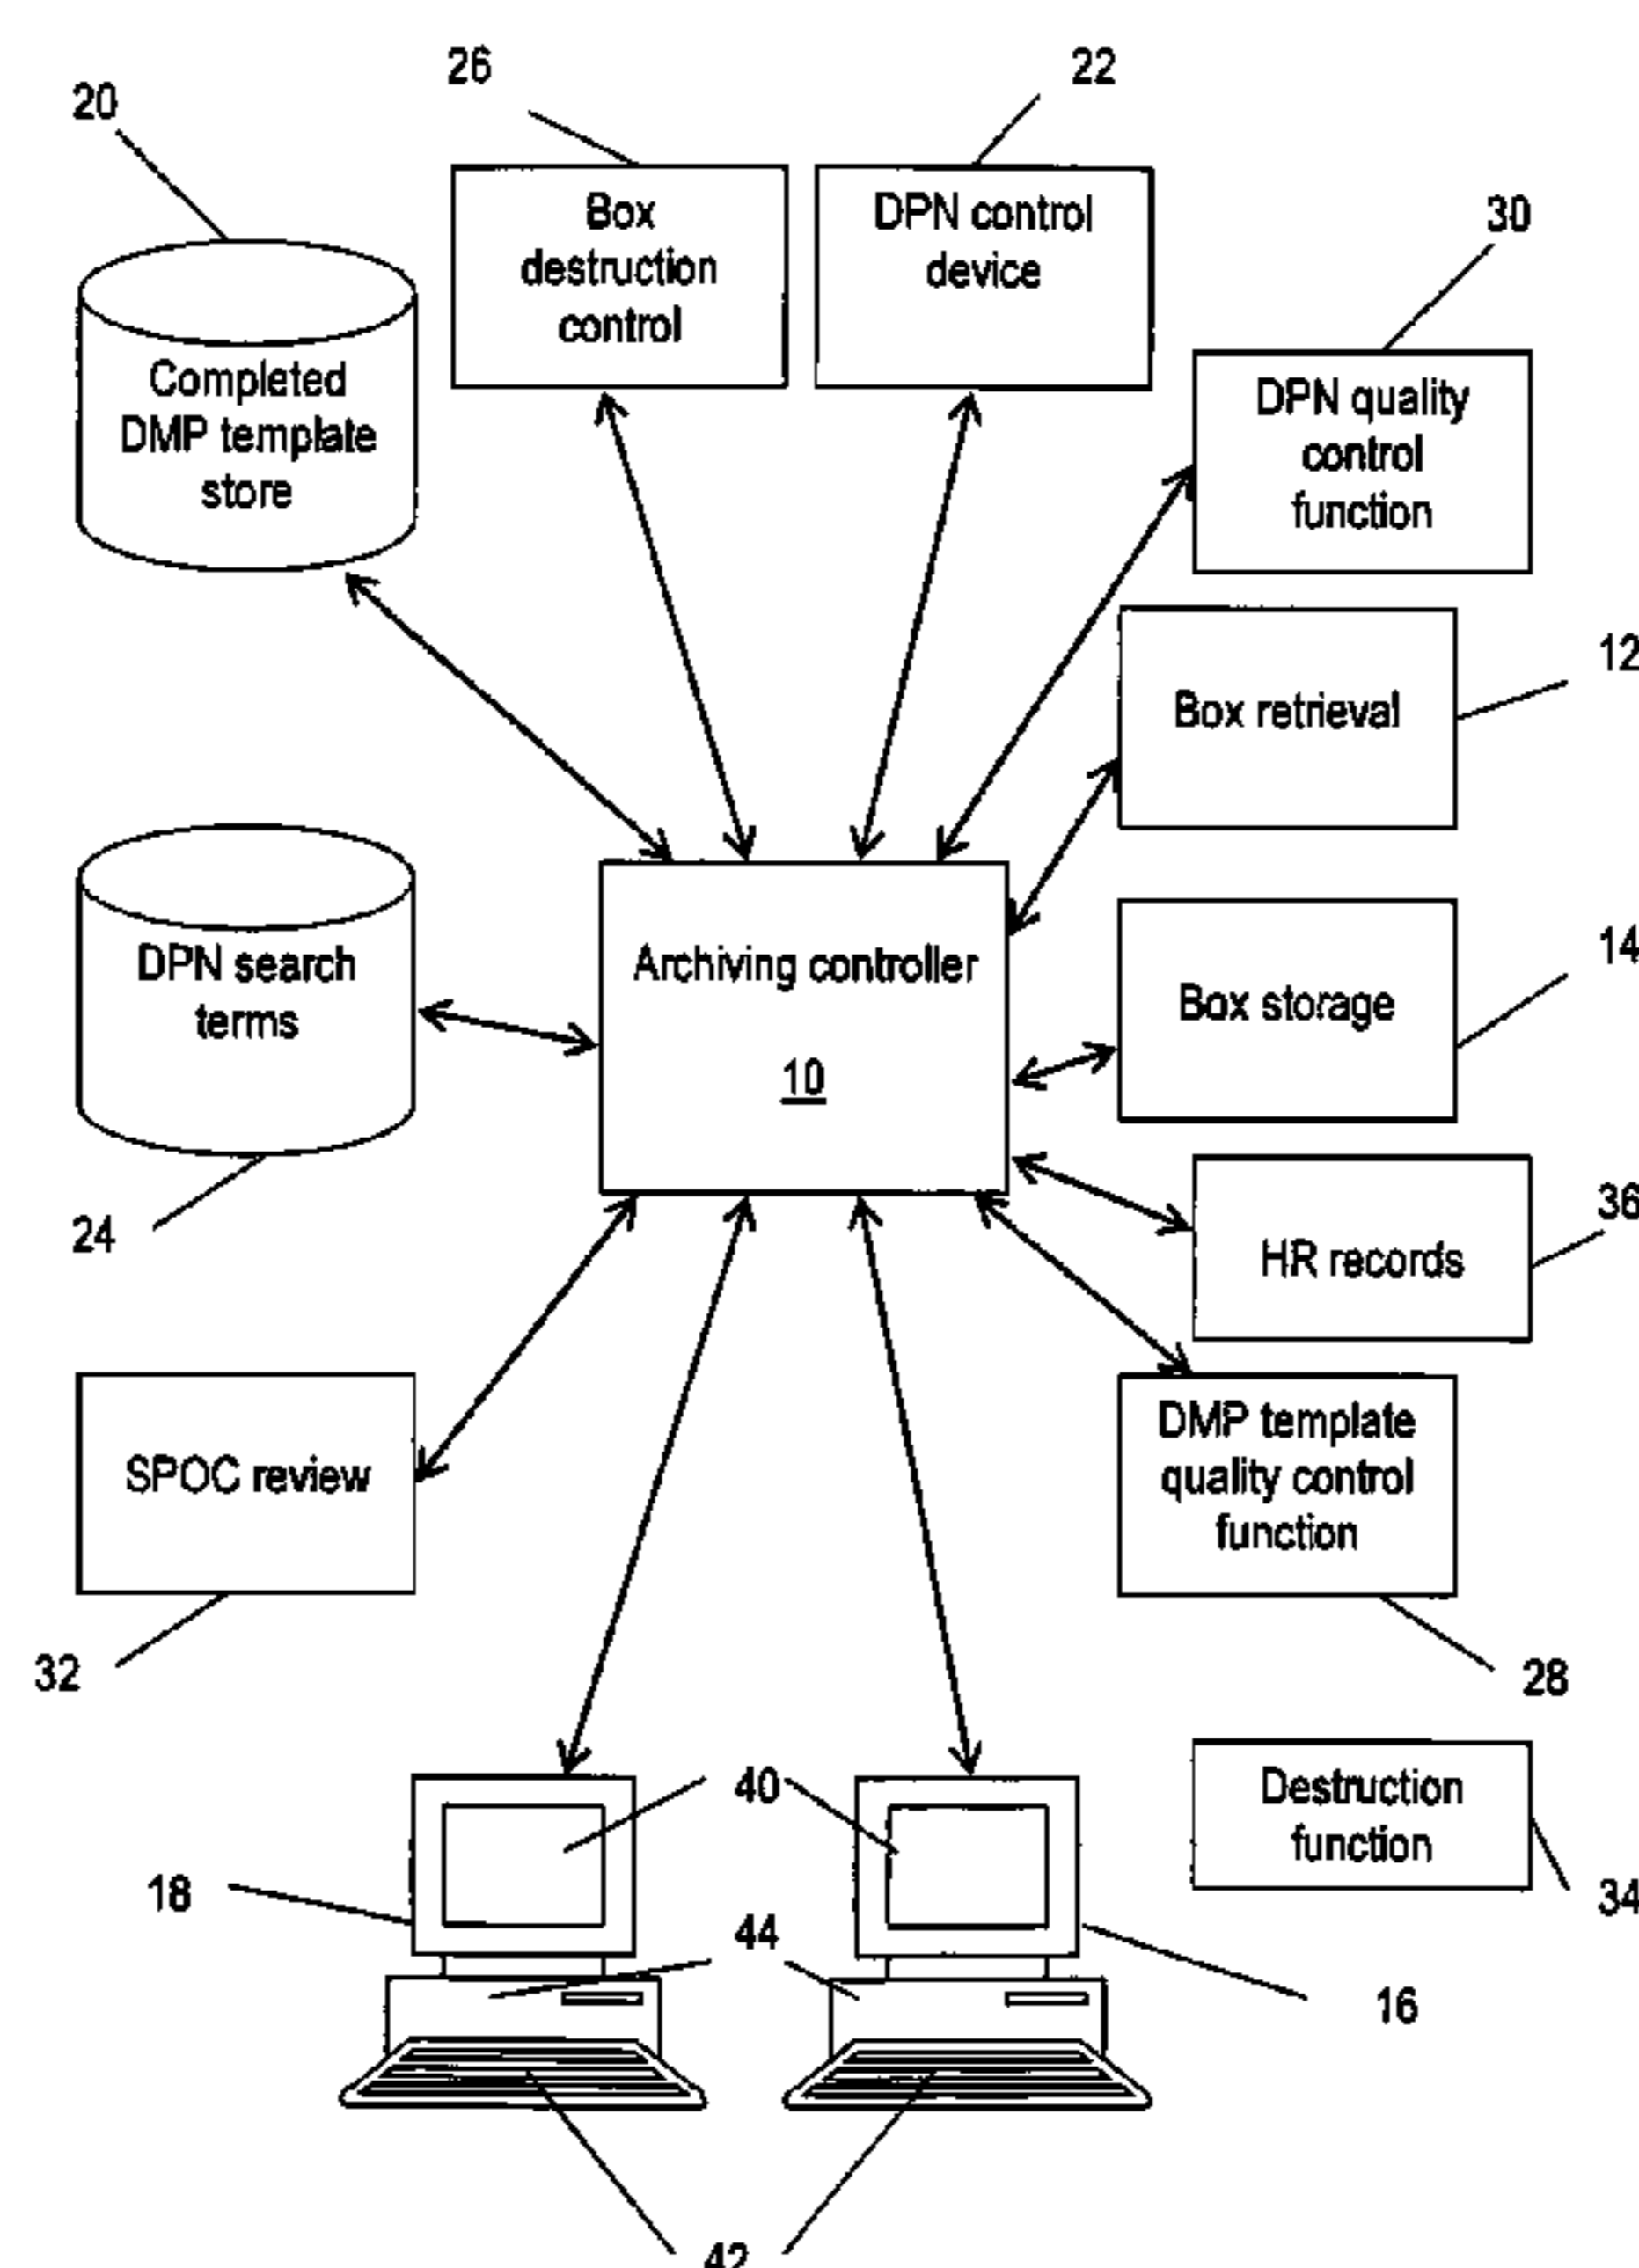 26
22
20
30
Box
destruction
control
DPN control
device
Completed
DMP template
store
DPN quality
control
function
12
Box retrieval
DPN search
terms
Archiving controller
10
14
Box storage
24
36
HR records
SPOC review
DMP template
quality control
function
32
28
40
Destruction
function
18
34
44
16
42